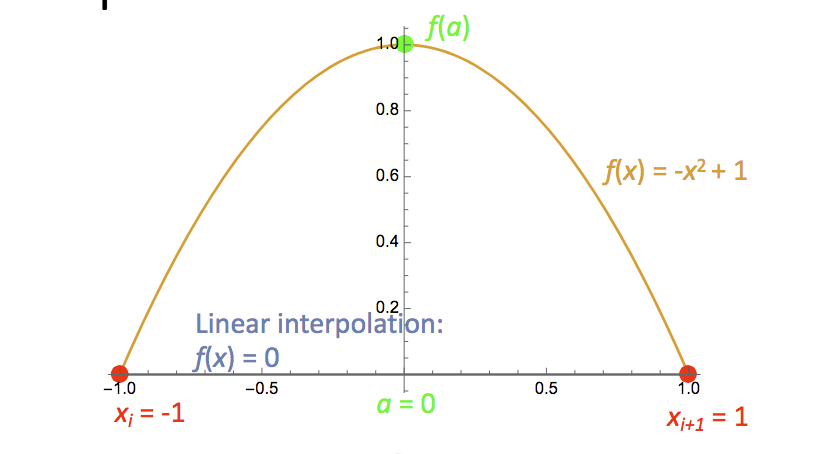 f(a)
1.0
0.8
f(x) = -x² + 1
0.6
0.4
0.2
Linear interpolation:
f(x) = 0
−1.0
−0.5
0.5
1.0
a = 0
xᵢ = -1
xᵢ₊₁ = 1